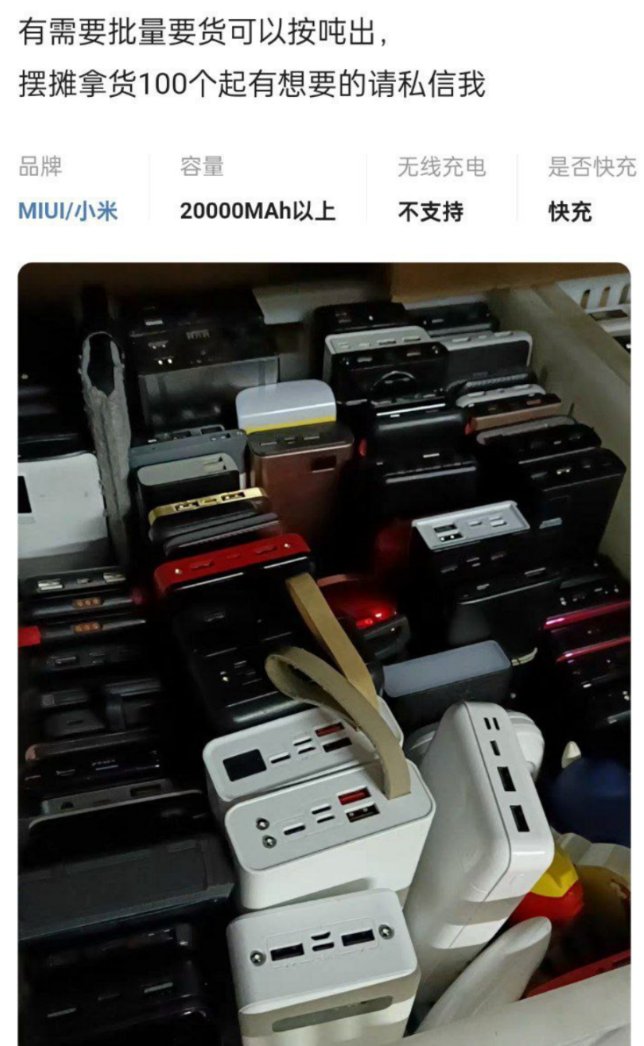 有需要批量要货可以按吨出，
摆摊拿货100个起有想要的请私信我
品牌 容量 无线充电 是否快充
MIUI/小米 20000MAh以上 不支持 快充